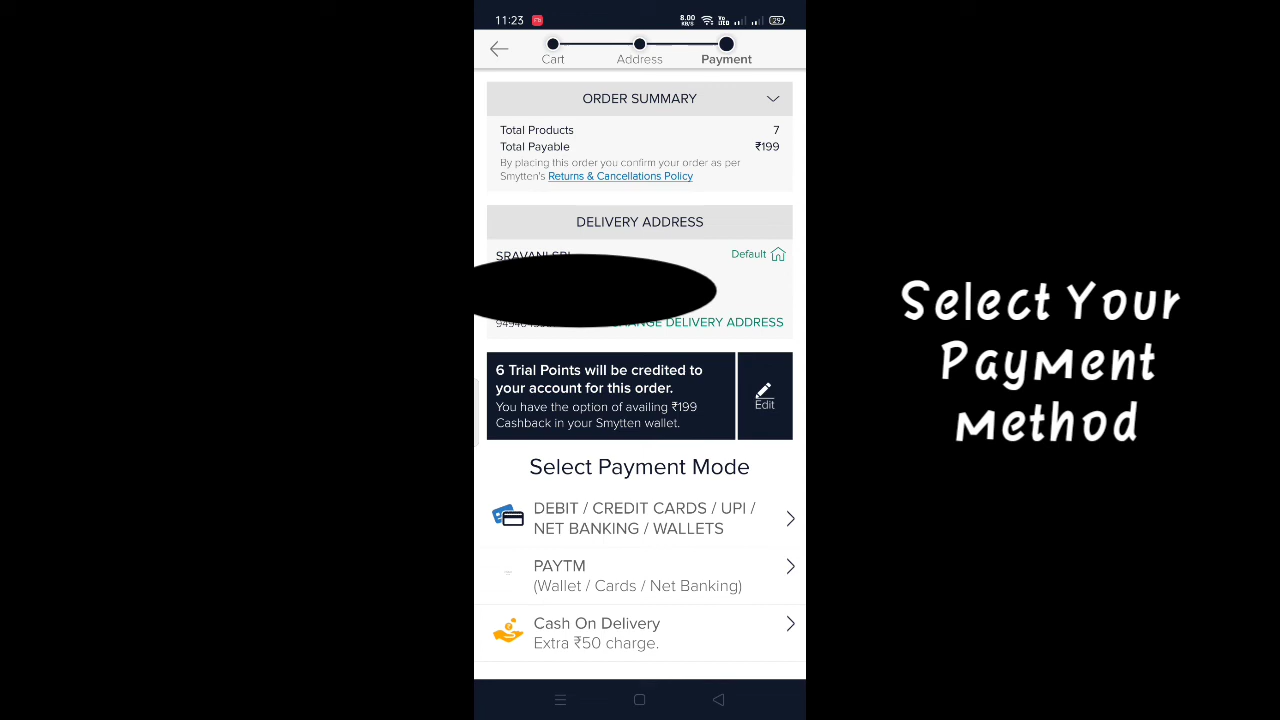 11:23
8.00
KB/S
29
Cart
Address
Payment
ORDER SUMMARY
Total Products 7
Total Payable ₹199
By placing this order you confirm your order as per
Smytten's Returns & Cancellations Policy
DELIVERY ADDRESS
Default
DELIVERY ADDRESS
6 Trial Points will be credited to
your account for this order.
You have the option of availing ₹199
Cashback in your Smytten wallet.
Edit
Select Payment Mode
DEBIT / CREDIT CARDS / UPI /
NET BANKING / WALLETS
PAYTM
(Wallet / Cards / Net Banking)
Cash On Delivery
Extra ₹50 charge.
Select Your
Payment
Method